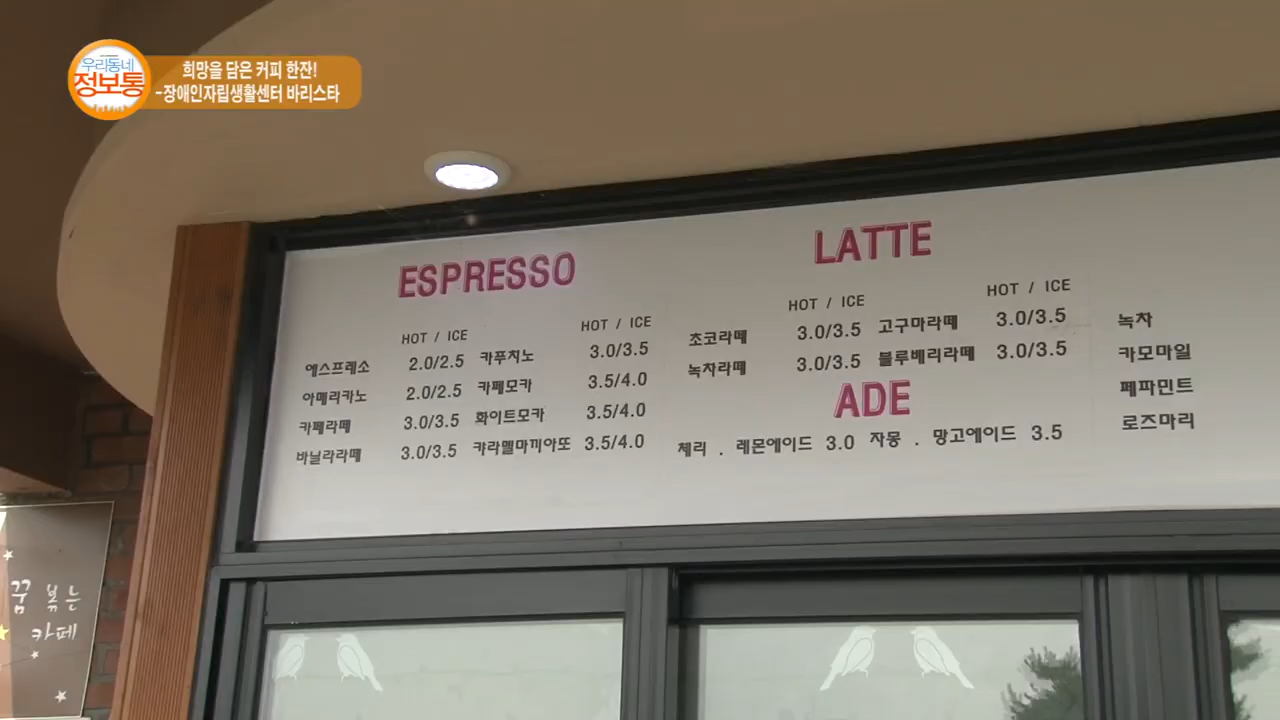 우리동네
정보통
희망을 담은 커피 한잔!
-장애인자립생활센터 바리스타
ESPRESSO
HOT / ICE HOT / ICE
에스프레소 2.0/2.5 카푸치노 3.0/3.5
아메리카노 2.0/2.5 카페모카 3.5/4.0
카페라떼 3.0/3.5 화이트모카 3.5/4.0
바닐라라떼 3.0/3.5 캬라멜마끼아또 3.5/4.0
LATTE
HOT / ICE HOT / ICE
초코라떼 3.0/3.5 고구마라떼 3.0/3.5
녹차라떼 3.0/3.5 블루베리라떼 3.0/3.5
ADE
체리 . 레몬에이드 3.0 자몽 . 망고에이드 3.5
녹차
카모마일
페파민트
로즈마리
꿈 볶는
카페